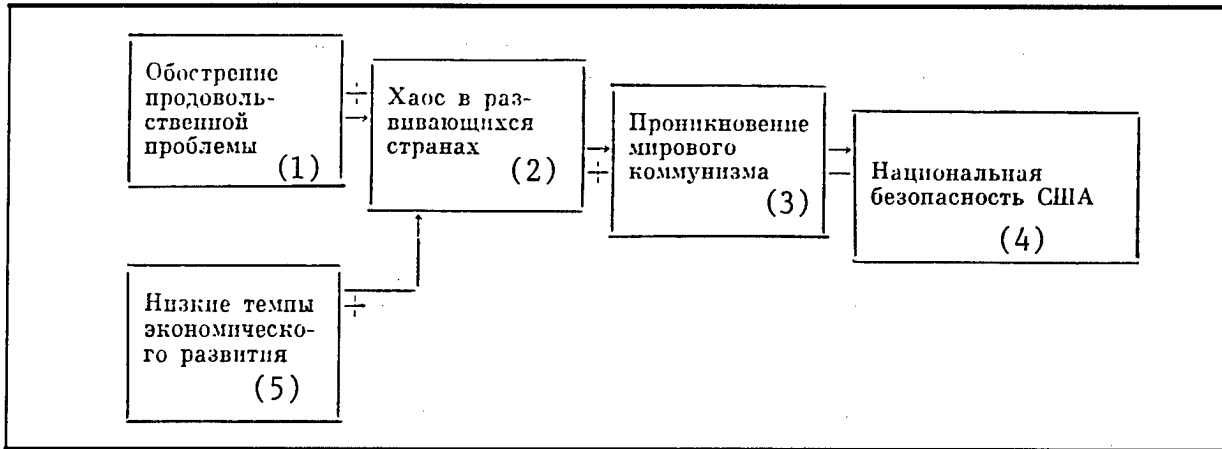 Обострение
продоволь-
ственной
проблемы
(1)
Хаос в раз-
вивающихся
странах
(2)
Проникновение
мирового
коммунизма
(3)
Национальная
безопасность США
(4)
Низкие темпы
экономическо-
го развития
(5)